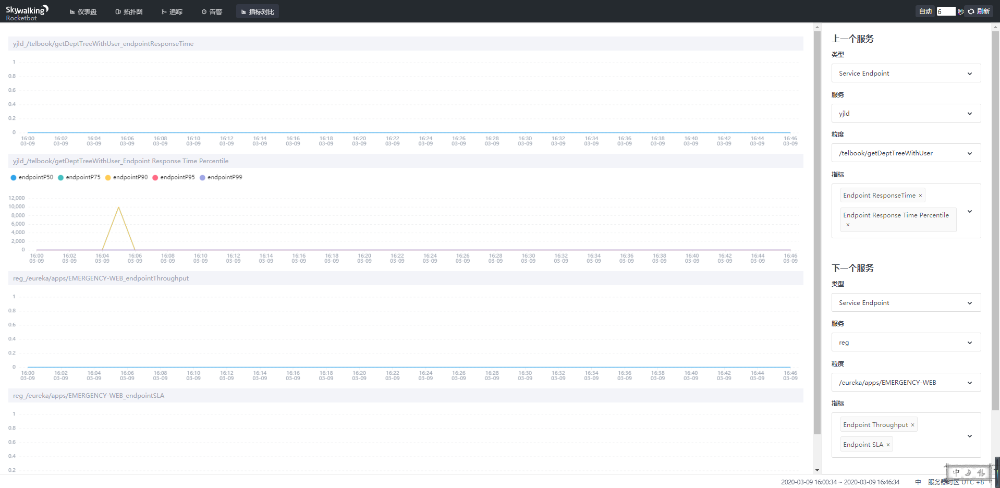 Skywalking
Rocketbot
仪表盘 拓扑图 追踪 告警 指标对比
自动 6 秒 刷新
yjld_/telbook/getDeptTreeWithUser_endpointResponseTime
1
0.8
0.6
0.4
0.2
0
16:00 16:02 16:04 16:06 16:08 16:10 16:12 16:14 16:16 16:18 16:20 16:22 16:24 16:26 16:28 16:30 16:32 16:34 16:36 16:38 16:40 16:42 16:44 16:46
03-09 03-09 03-09 03-09 03-09 03-09 03-09 03-09 03-09 03-09 03-09 03-09 03-09 03-09 03-09 03-09 03-09 03-09 03-09 03-09 03-09 03-09 03-09 03-09
yjld_/telbook/getDeptTreeWithUser_Endpoint Response Time Percentile
endpointP50 endpointP75 endpointP90 endpointP95 endpointP99
12,000
10,000
8,000
6,000
4,000
2,000
0
16:00 16:02 16:04 16:06 16:08 16:10 16:12 16:14 16:16 16:18 16:20 16:22 16:24 16:26 16:28 16:30 16:32 16:34 16:36 16:38 16:40 16:42 16:44 16:46
03-09 03-09 03-09 03-09 03-09 03-09 03-09 03-09 03-09 03-09 03-09 03-09 03-09 03-09 03-09 03-09 03-09 03-09 03-09 03-09 03-09 03-09 03-09 03-09
reg_/eureka/apps/EMERGENCY-WEB_endpointThroughput
1
0.8
0.6
0.4
0.2
0
16:00 16:02 16:04 16:06 16:08 16:10 16:12 16:14 16:16 16:18 16:20 16:22 16:24 16:26 16:28 16:30 16:32 16:34 16:36 16:38 16:40 16:42 16:44 16:46
03-09 03-09 03-09 03-09 03-09 03-09 03-09 03-09 03-09 03-09 03-09 03-09 03-09 03-09 03-09 03-09 03-09 03-09 03-09 03-09 03-09 03-09 03-09 03-09
reg_/eureka/apps/EMERGENCY-WEB_endpointSLA
1
0.8
0.6
0.4
0.2
上一个服务
类型
Service Endpoint
服务
yjld
粒度
/telbook/getDeptTreeWithUser
指标
Endpoint ResponseTime ×
Endpoint Response Time Percentile
×
下一个服务
类型
Service Endpoint
服务
reg
粒度
/eureka/apps/EMERGENCY-WEB
指标
Endpoint Throughput ×
Endpoint SLA ×
中
2020-03-09 16:00:34 ~ 2020-03-09 16:46:34 中 服务器时区 UTC +8